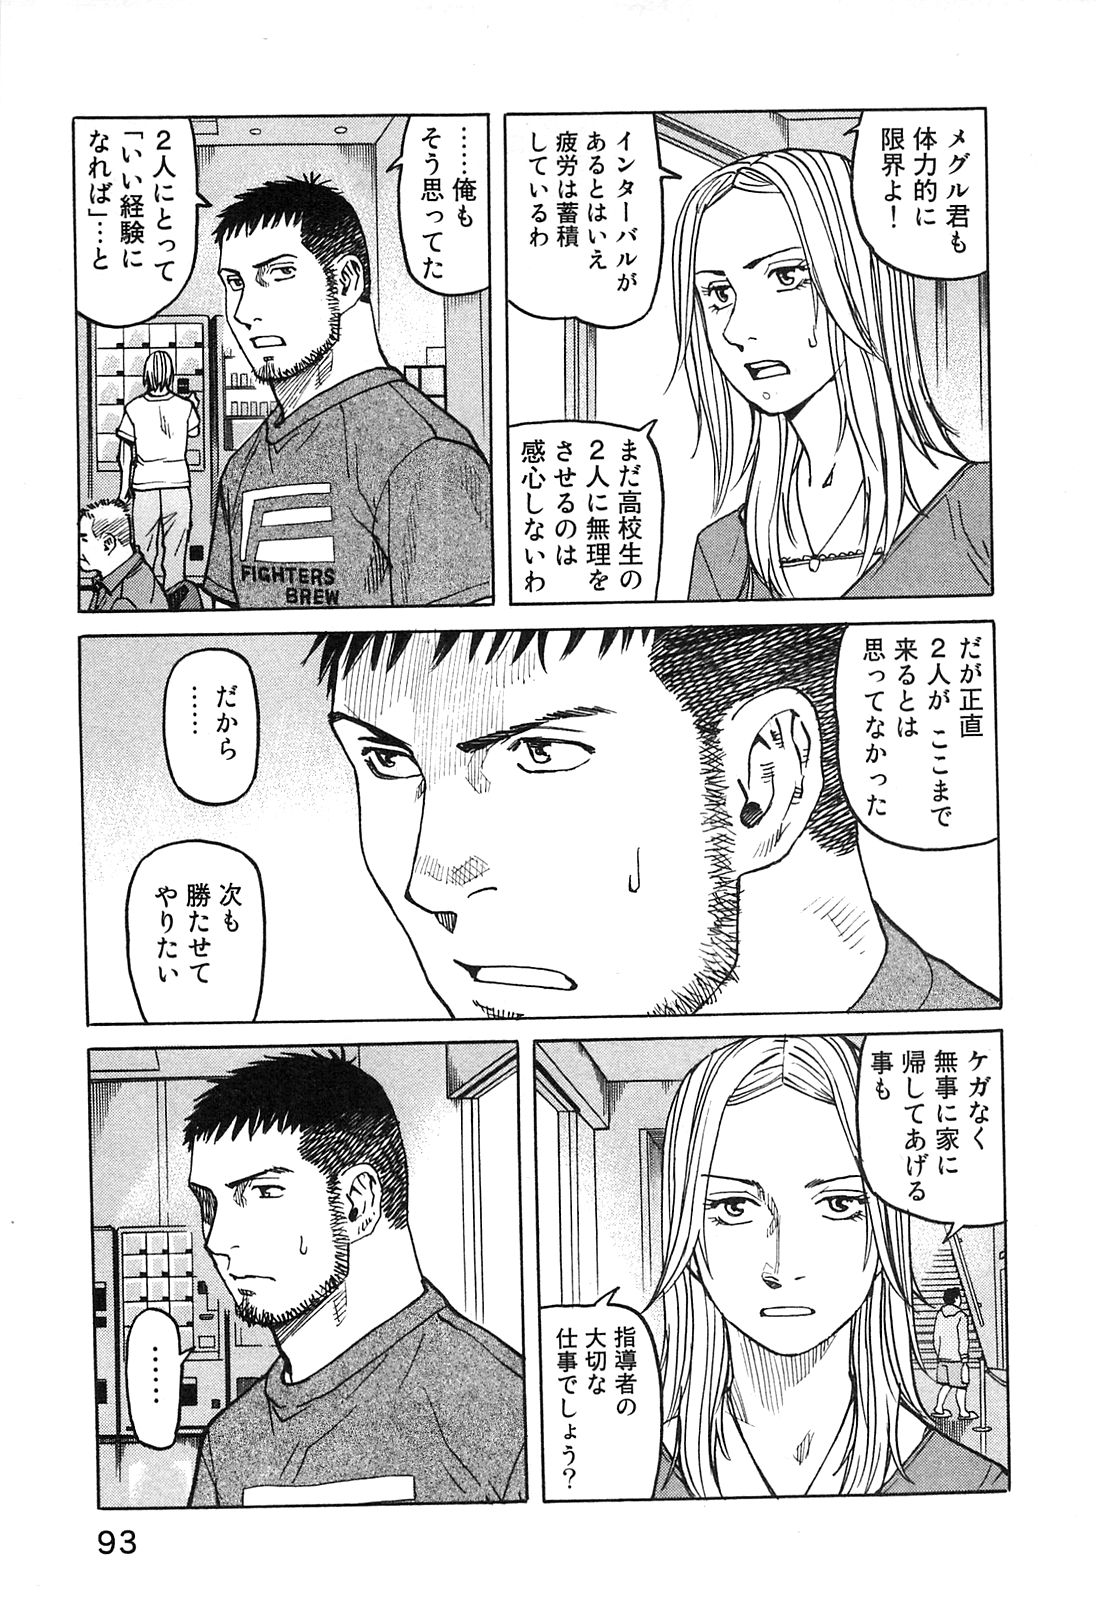 メグル君も
体力的に
限界よ！
インターバルが
あるとはいえ
疲労は蓄積
しているわ
まだ高校生の
2人に無理を
させるのは
感心しないわ
……俺も
そう思ってた
2人にとって
「いい経験に
なれば」…と
FIGHTERS
BREW
だが正直
2人が ここまで
来るとは
思ってなかった
だから
……
次も
勝たせて
やりたい
ケガなく
無事に家に
帰してあげる
事も
指導者の
大切な
仕事でしょう？
………
93